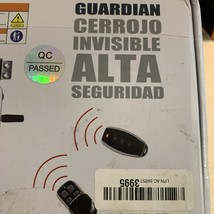 GUARDIAN
CERROJO
INVISIBLE
ALTA
SEGURIDAD
QC
PASSED
3995